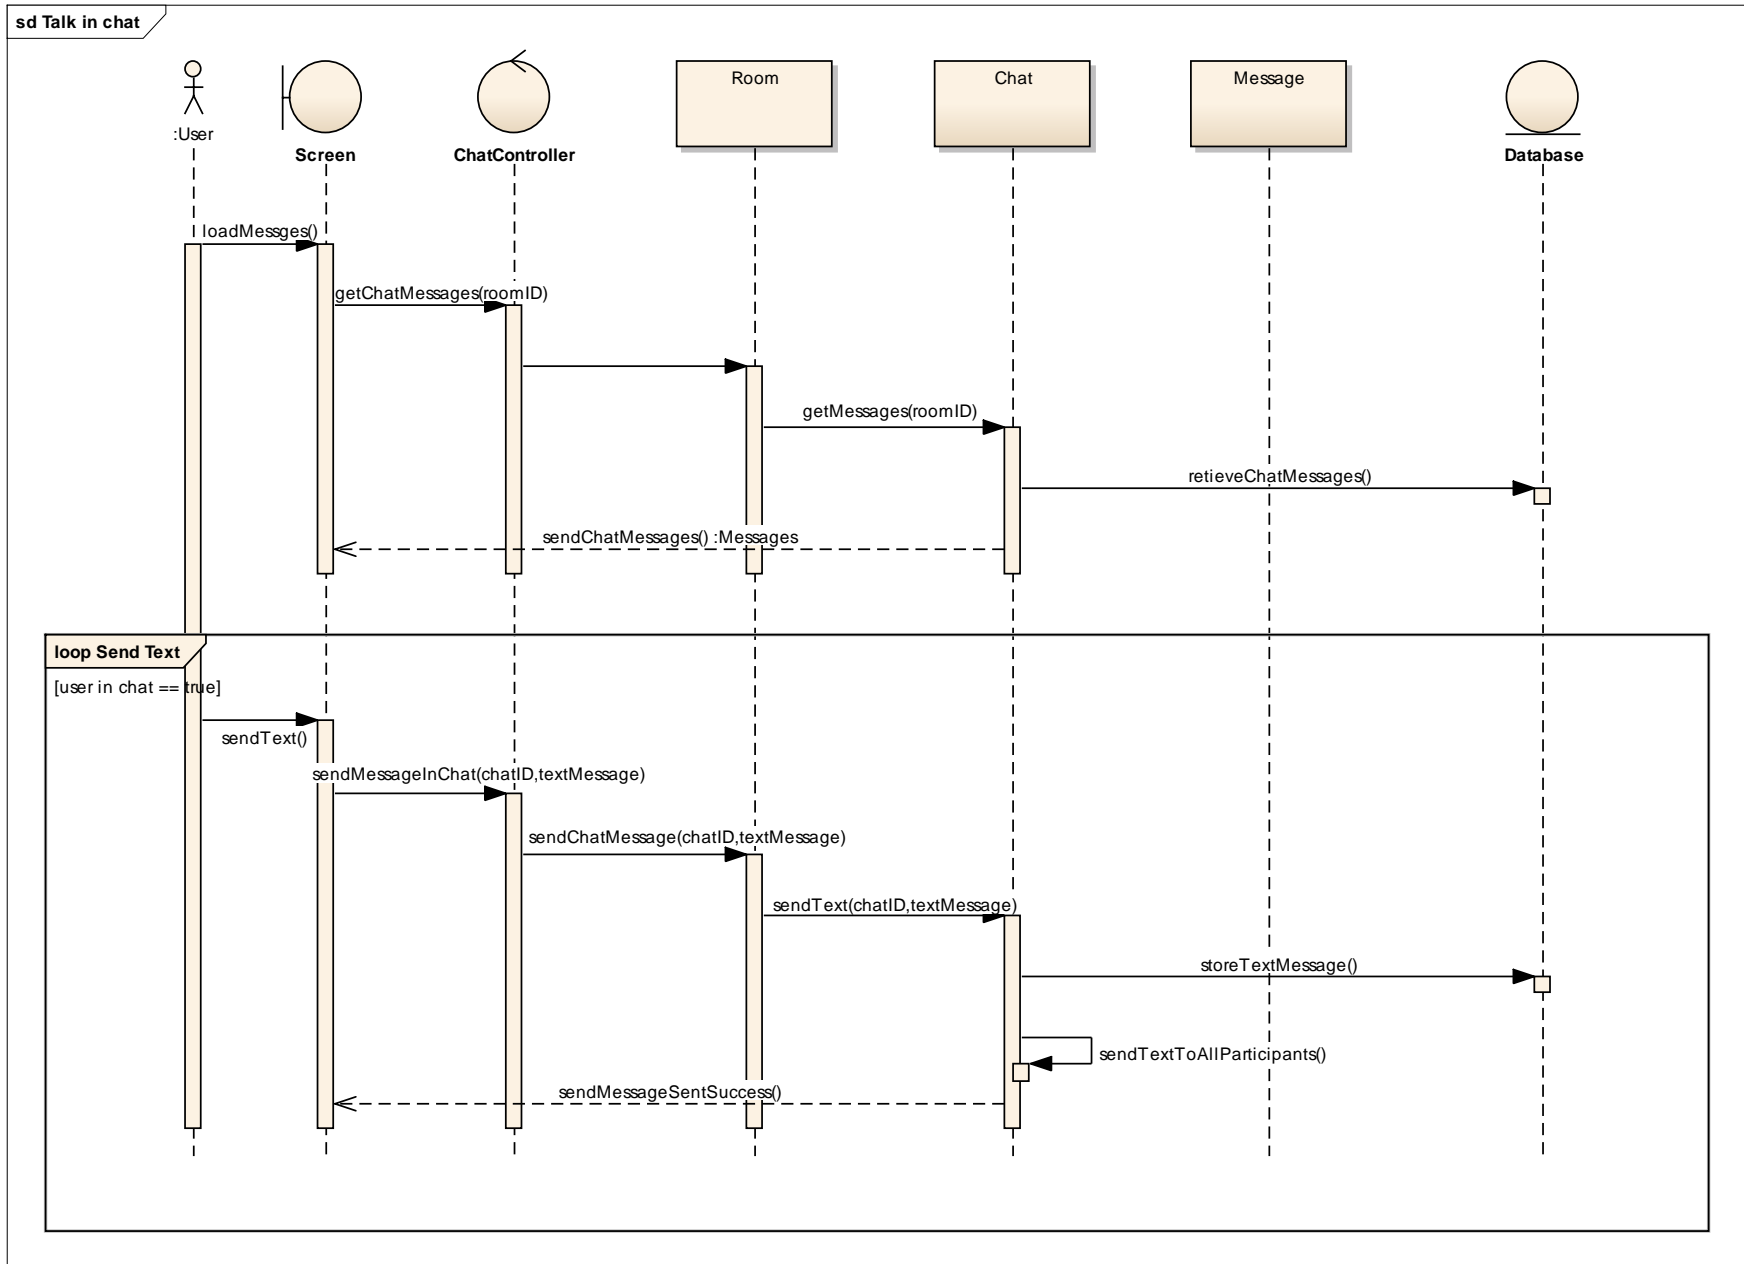 sd Talk in chat
:User
Screen
ChatController
Room
Chat
Message
Database
loadMessges()
getChatMessages(roomID)
getMessages(roomID)
retieveChatMessages()
sendChatMessages() :Messages
loop Send Text
[user in chat == true]
sendText()
sendMessageInChat(chatID,textMessage)
sendChatMessage(chatID,textMessage)
sendText(chatID,textMessage)
storeTextMessage()
sendTextToAllParticipants()
sendMessageSentSuccess()